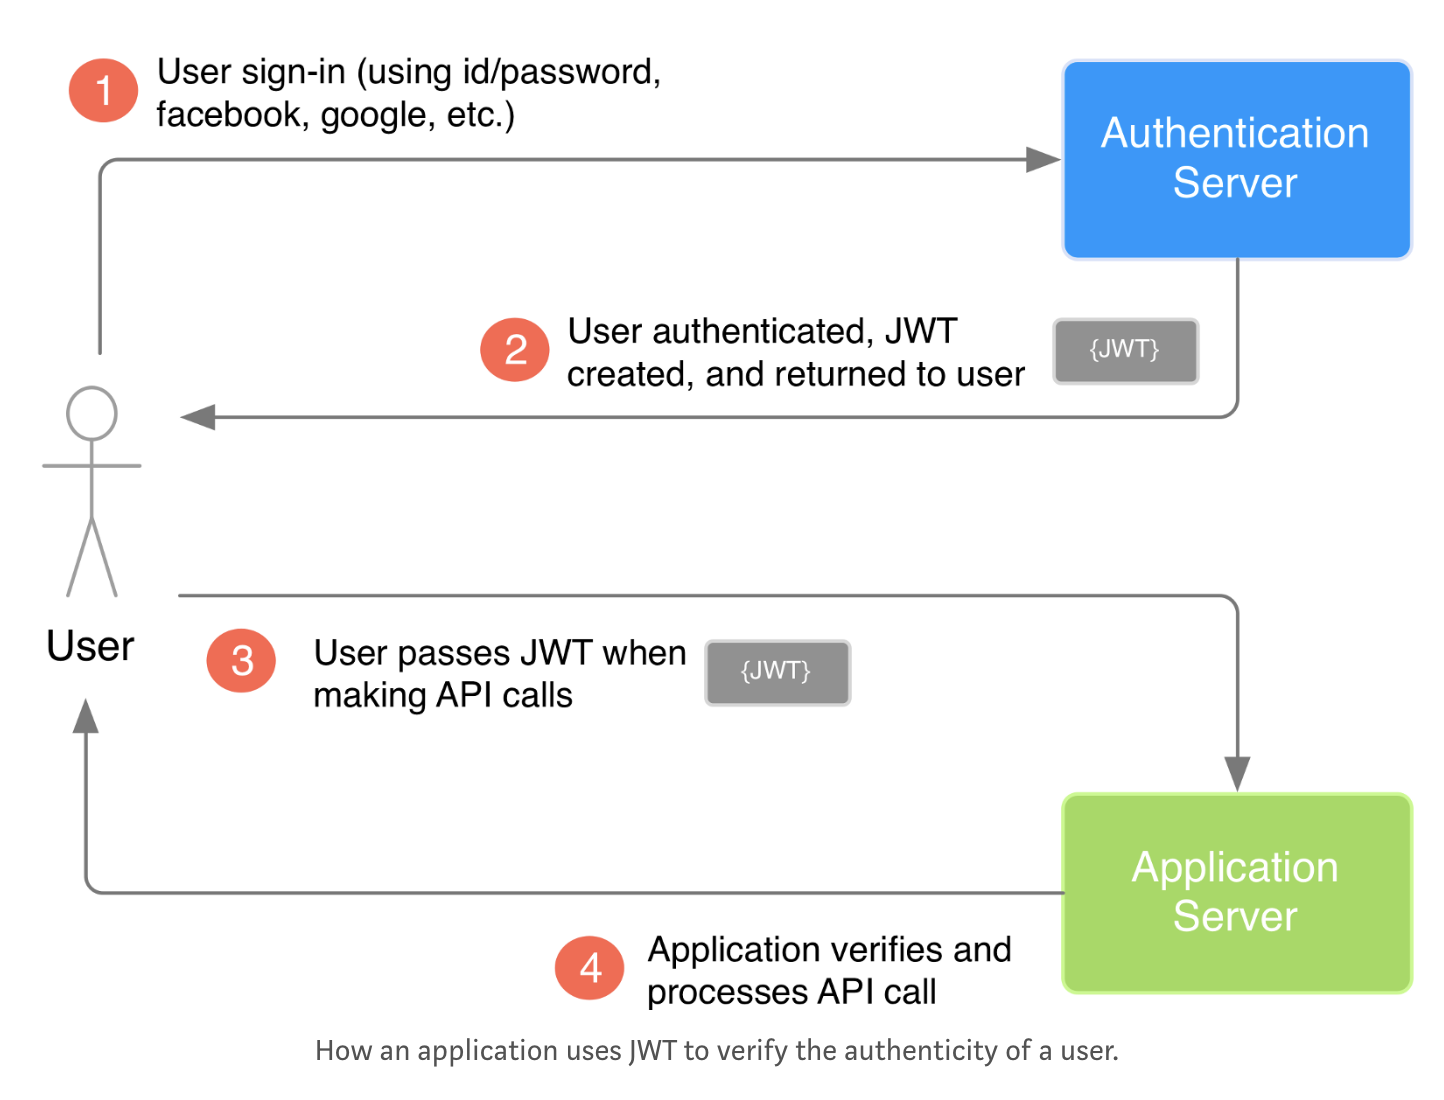 1
User sign-in (using id/password,
facebook, google, etc.)
Authentication
Server
2
User authenticated, JWT
created, and returned to user
{JWT}
User
3
User passes JWT when
making API calls
{JWT}
Application
Server
4
Application verifies and
processes API call
How an application uses JWT to verify the authenticity of a user.